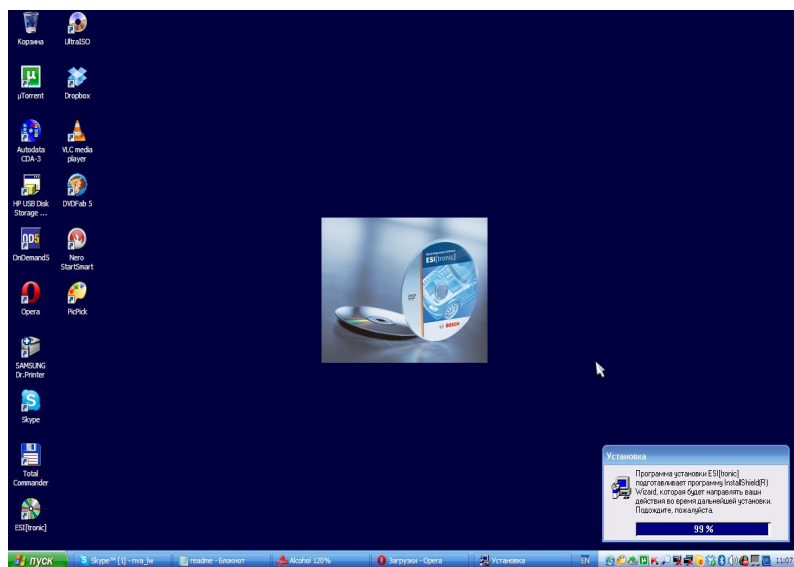 Корзина
UltraISO
µTorrent
Dropbox
Autodata
CDA-3
VLC media
player
HP USB Disk
Storage ...
DVDFab 5
OnDemand5
Nero
StartSmart
Opera
PicPick
SAMSUNG
Dr.Printer
Skype
Total
Commander
ESI[tronic]
ESI[tronic]
BOSCH
Установка
Программа установки ESI[tronic]
подготавливает программу InstallShield(R)
Wizard, которая будет направлять ваши
действия во время дальнейшей установки.
Подождите, пожалуйста.
99 %
пуск
Skype™ [1] - nva_lw
readme - Блокнот
Alcohol 120%
Загрузки - Opera
Установка
EN
11:07